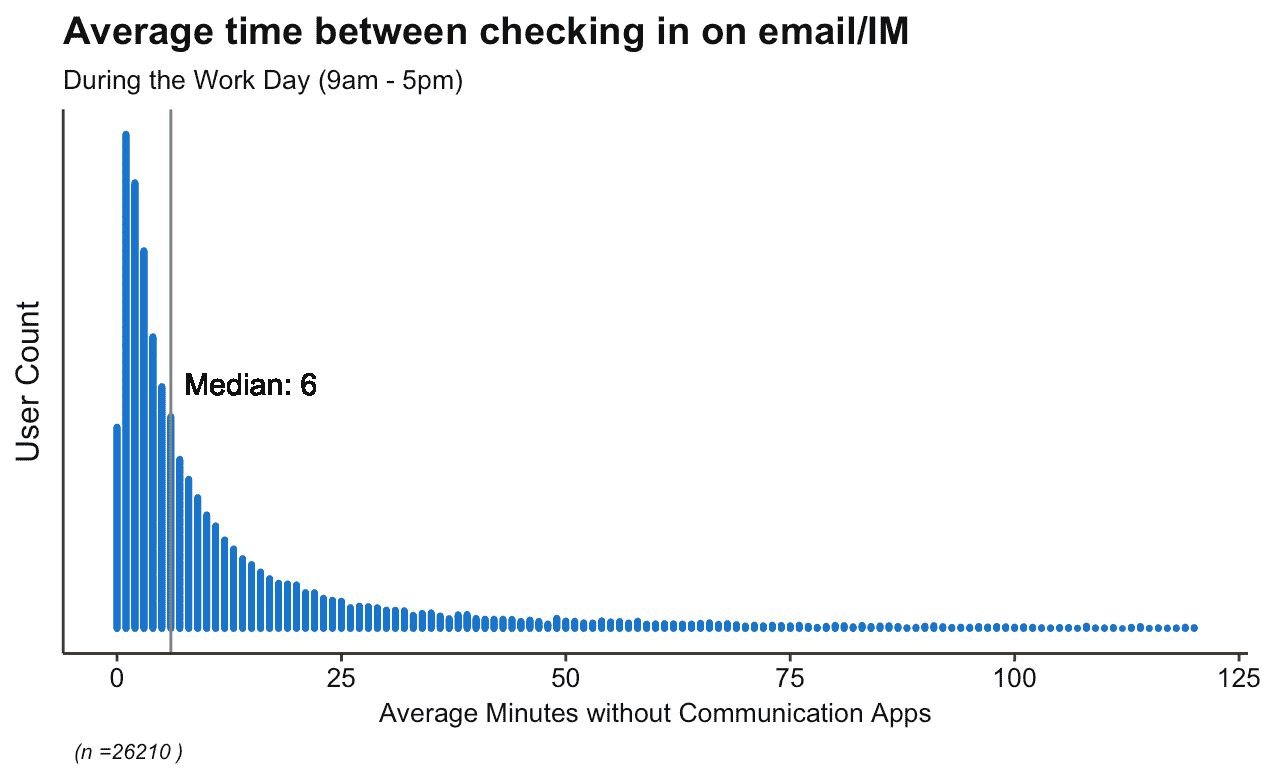 Average time between checking in on email/IM
During the Work Day (9am - 5pm)
User Count
Median: 6
0 25 50 75 100 125
Average Minutes without Communication Apps
(n =26210 )